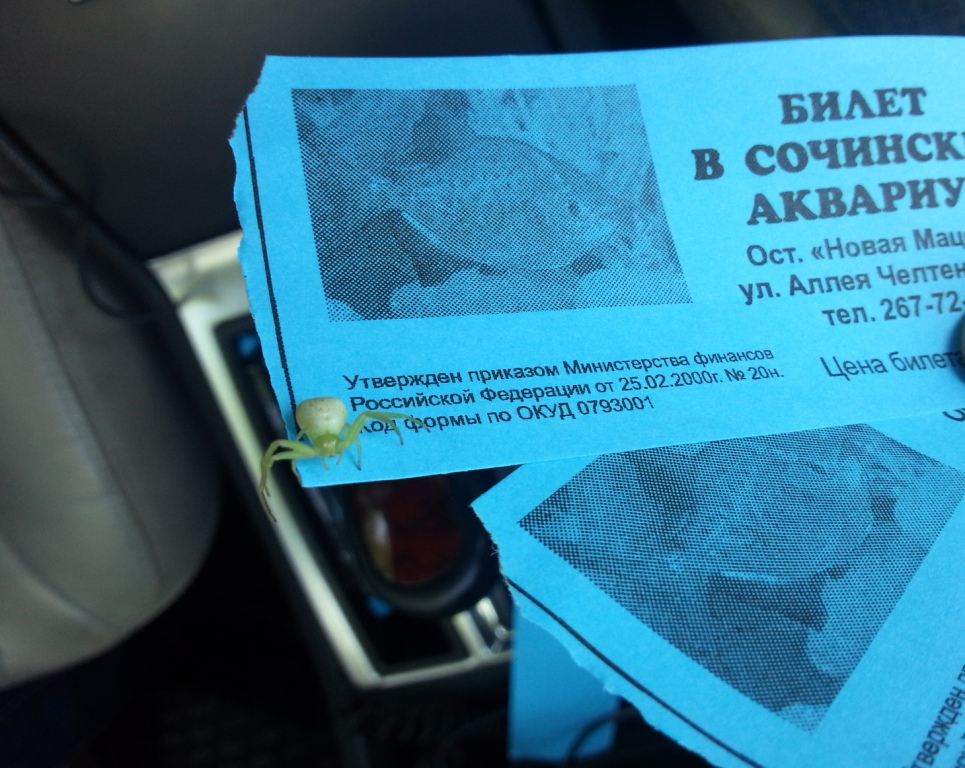 БИЛЕТ
В СОЧИНСК
АКВАРИУ
Ост. «Новая Мац
ул. Аллея Челтен
тел. 267-72-
Цена билета
Утвержден приказом Министерства финансов
Российской Федерации от 25.02.2000г. № 20н.
Код формы по ОКУД 0793001
твержден